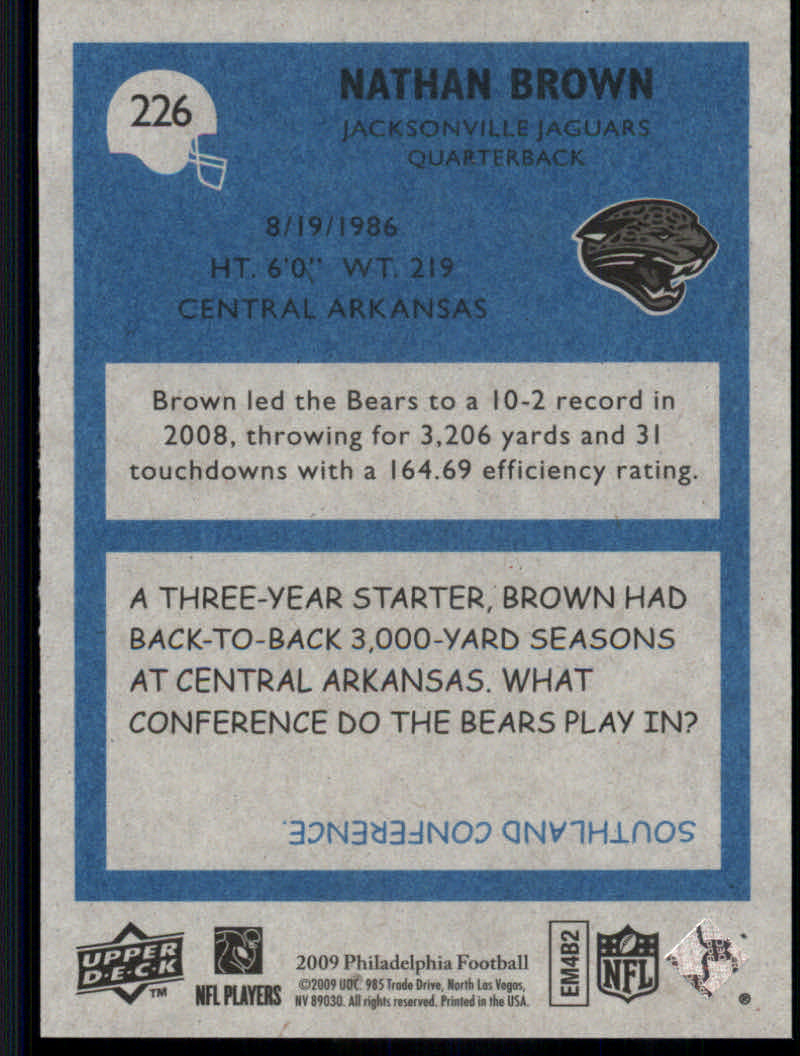 226
NATHAN BROWN
JACKSONVILLE JAGUARS
QUARTERBACK
8/19/1986
HT. 6'0," WT. 219
CENTRAL ARKANSAS
Brown led the Bears to a 10-2 record in
2008, throwing for 3,206 yards and 31
touchdowns with a 164.69 efficiency rating.
A THREE-YEAR STARTER, BROWN HAD
BACK-TO-BACK 3,000-YARD SEASONS
AT CENTRAL ARKANSAS. WHAT
CONFERENCE DO THE BEARS PLAY IN?
SOUTHLAND CONFERENCE.
UPPER
D·E·C·K
TM
NFL PLAYERS
2009 Philadelphia Football
©2009 UDC. 985 Trade Drive, North Las Vegas,
NV 89030. All rights reserved. Printed in the USA.
EM4B2
NFL
®